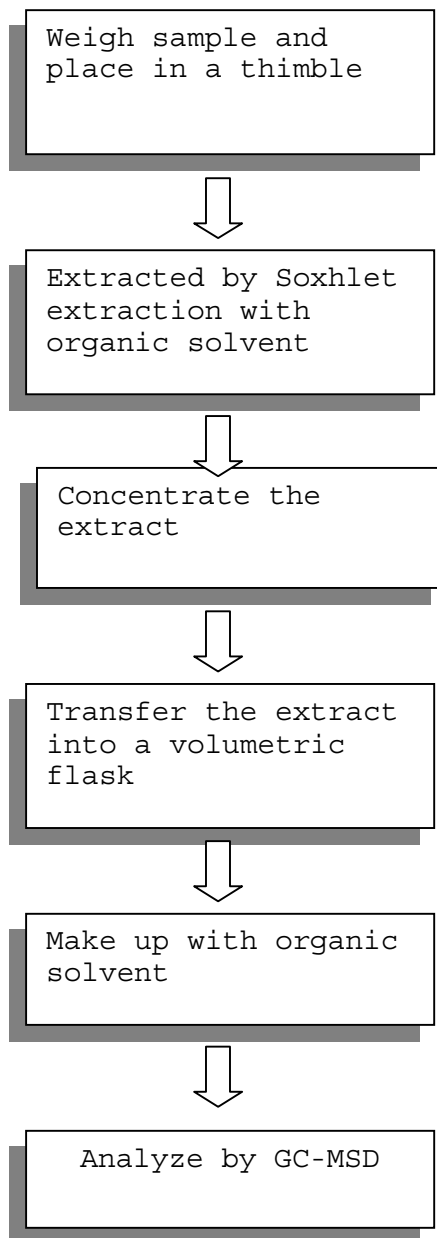 Weigh sample and
place in a thimble
Extracted by Soxhlet
extraction with
organic solvent
Concentrate the
extract
Transfer the extract
into a volumetric
flask
Make up with organic
solvent
Analyze by GC-MSD